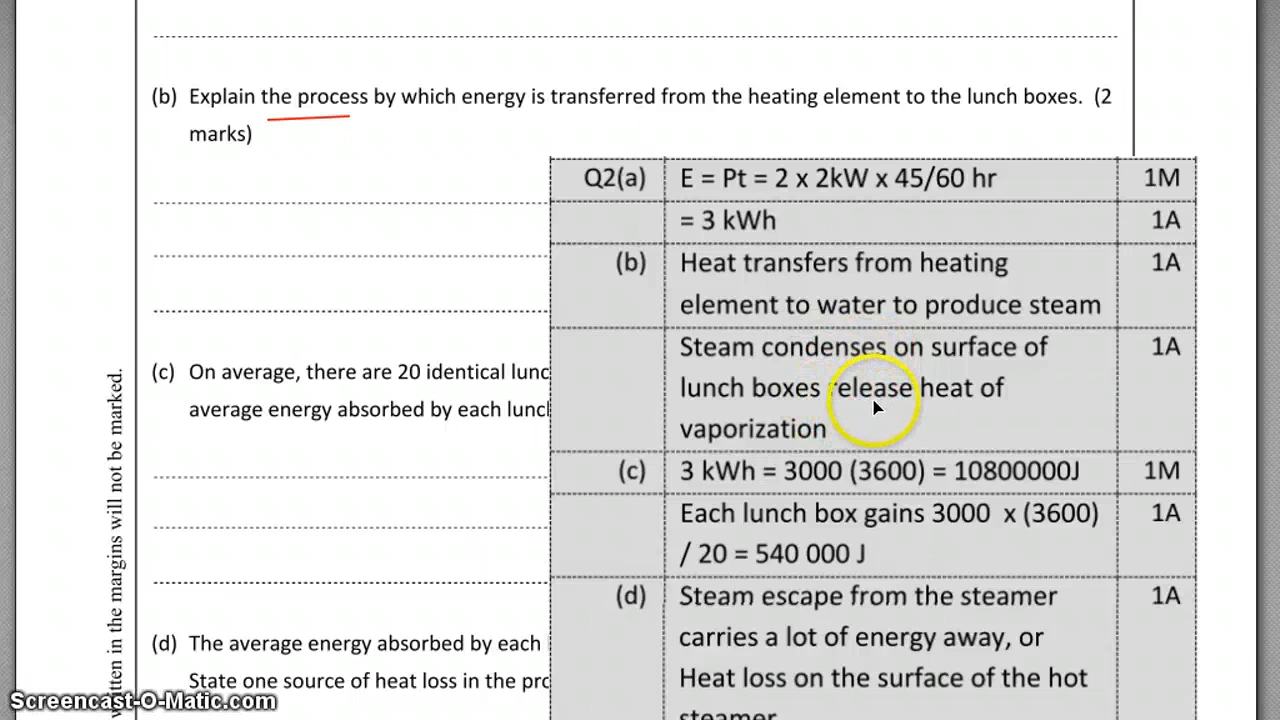 (b) Explain the process by which energy is transferred from the heating element to the lunch boxes. (2
marks)
Q2(a) E = Pt = 2 x 2kW x 45/60 hr 1M
= 3 kWh 1A
(b) Heat transfers from heating 1A
element to water to produce steam
Steam condenses on surface of 1A
lunch boxes release heat of
vaporization
(c) 3 kWh = 3000 (3600) = 10800000J 1M
Each lunch box gains 3000 x (3600) 1A
/ 20 = 540 000 J
(d) Steam escape from the steamer 1A
carries a lot of energy away, or
Heat loss on the surface of the hot
steamer
(c) On average, there are 20 identical
average energy absorbed by each
(d) The average energy absorbed by each
State one source of heat loss in the
in the margins will not be marked.
Screencast-O-Matic.com